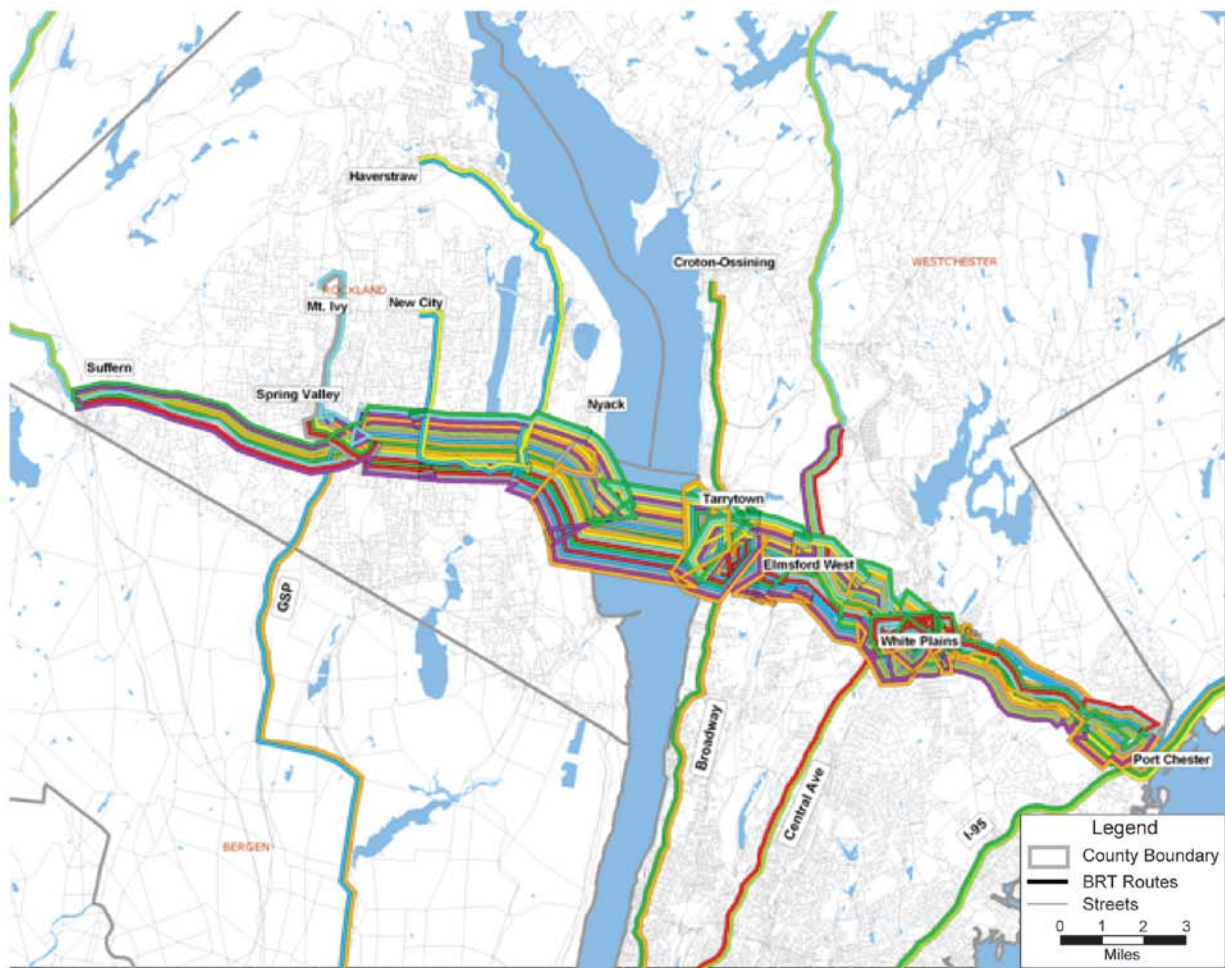 Haverstraw
Croton-Ossining
WESTCHESTER
ROCKLAND
Mt. Ivy
New City
Suffern
Spring Valley
Nyack
Tarrytown
Elmsford West
GSP
White Plains
Broadway
Central Ave
Port Chester
I-95
BERGEN
Legend
County Boundary
BRT Routes
Streets
0 1 2 3
Miles